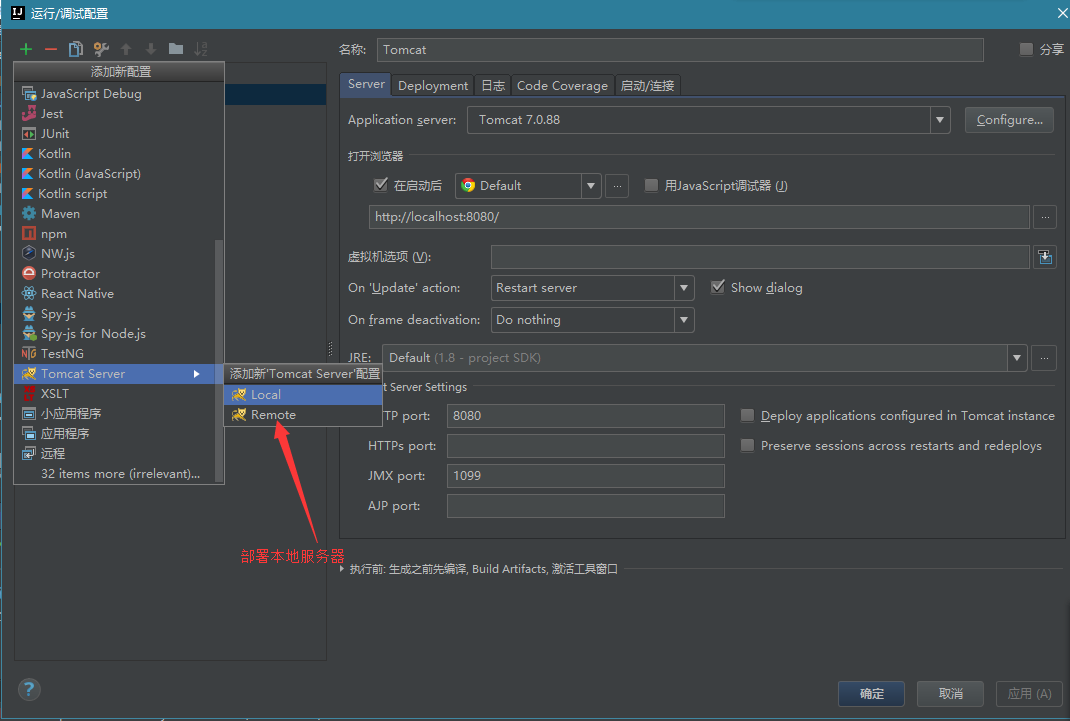 运行/调试配置
添加新配置
JavaScript Debug
Jest
JUnit
Kotlin
Kotlin (JavaScript)
Kotlin script
Maven
npm
NW.js
Protractor
React Native
Spy-js
Spy-js for Node.js
TestNG
Tomcat Server
XSLT
小应用程序
应用程序
远程
32 items more (irrelevant)...
添加新'Tomcat Server'配置
Local
Remote
部署本地服务器
名称: Tomcat 分享
Server Deployment 日志 Code Coverage 启动/连接
Application server: Tomcat 7.0.88 Configure...
打开浏览器
在启动后 Default ... 用JavaScript调试器 (J)
http://localhost:8080/ ...
虚拟机选项 (V):
On 'Update' action: Restart server Show dialog
On frame deactivation: Do nothing
JRE: Default (1.8 - project SDK) ...
t Server Settings
TP port: 8080 Deploy applications configured in Tomcat instance
HTTPs port: Preserve sessions across restarts and redeploys
JMX port: 1099
AJP port:
执行前: 生成之前先编译, Build Artifacts, 激活工具窗口
? 确定 取消 应用 (A)